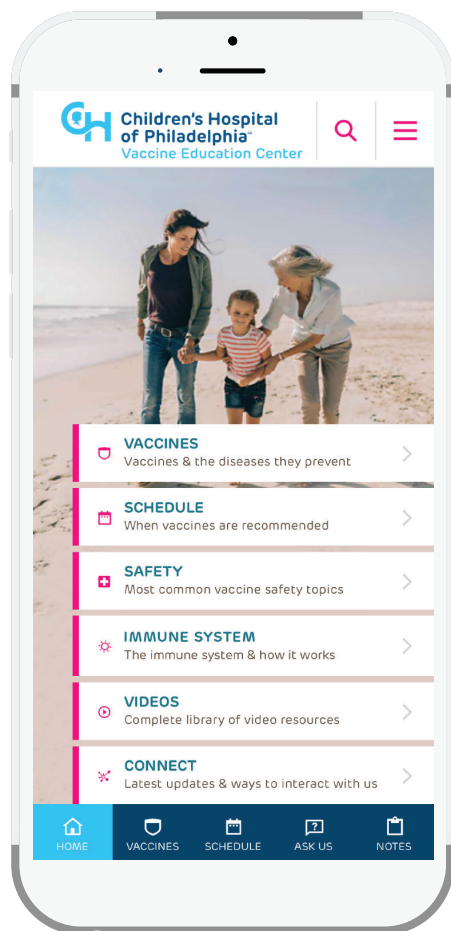 Children's Hospital
of Philadelphia℠
Vaccine Education Center
VACCINES
Vaccines & the diseases they prevent
SCHEDULE
When vaccines are recommended
SAFETY
Most common vaccine safety topics
IMMUNE SYSTEM
The immune system & how it works
VIDEOS
Complete library of video resources
CONNECT
Latest updates & ways to interact with us
HOME
VACCINES
SCHEDULE
ASK US
NOTES